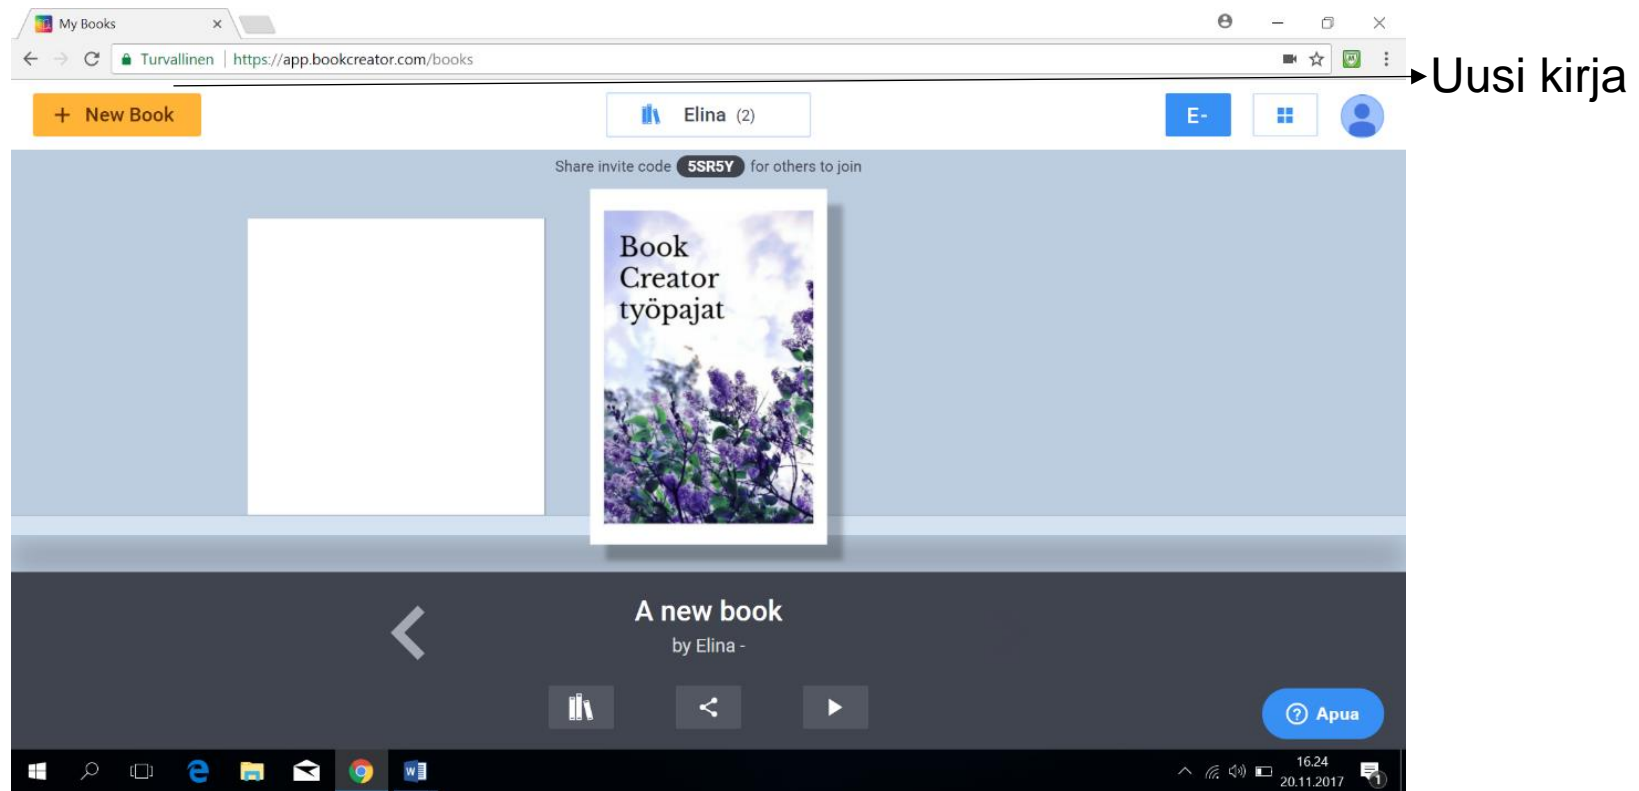 My Books
Turvallinen https://app.bookcreator.com/books
Uusi kirja
+ New Book
Elina (2)
E-
Share invite code 5SR5Y for others to join
Book
Creator
työpajat
A new book
by Elina -
Apua
16.24
20.11.2017
1